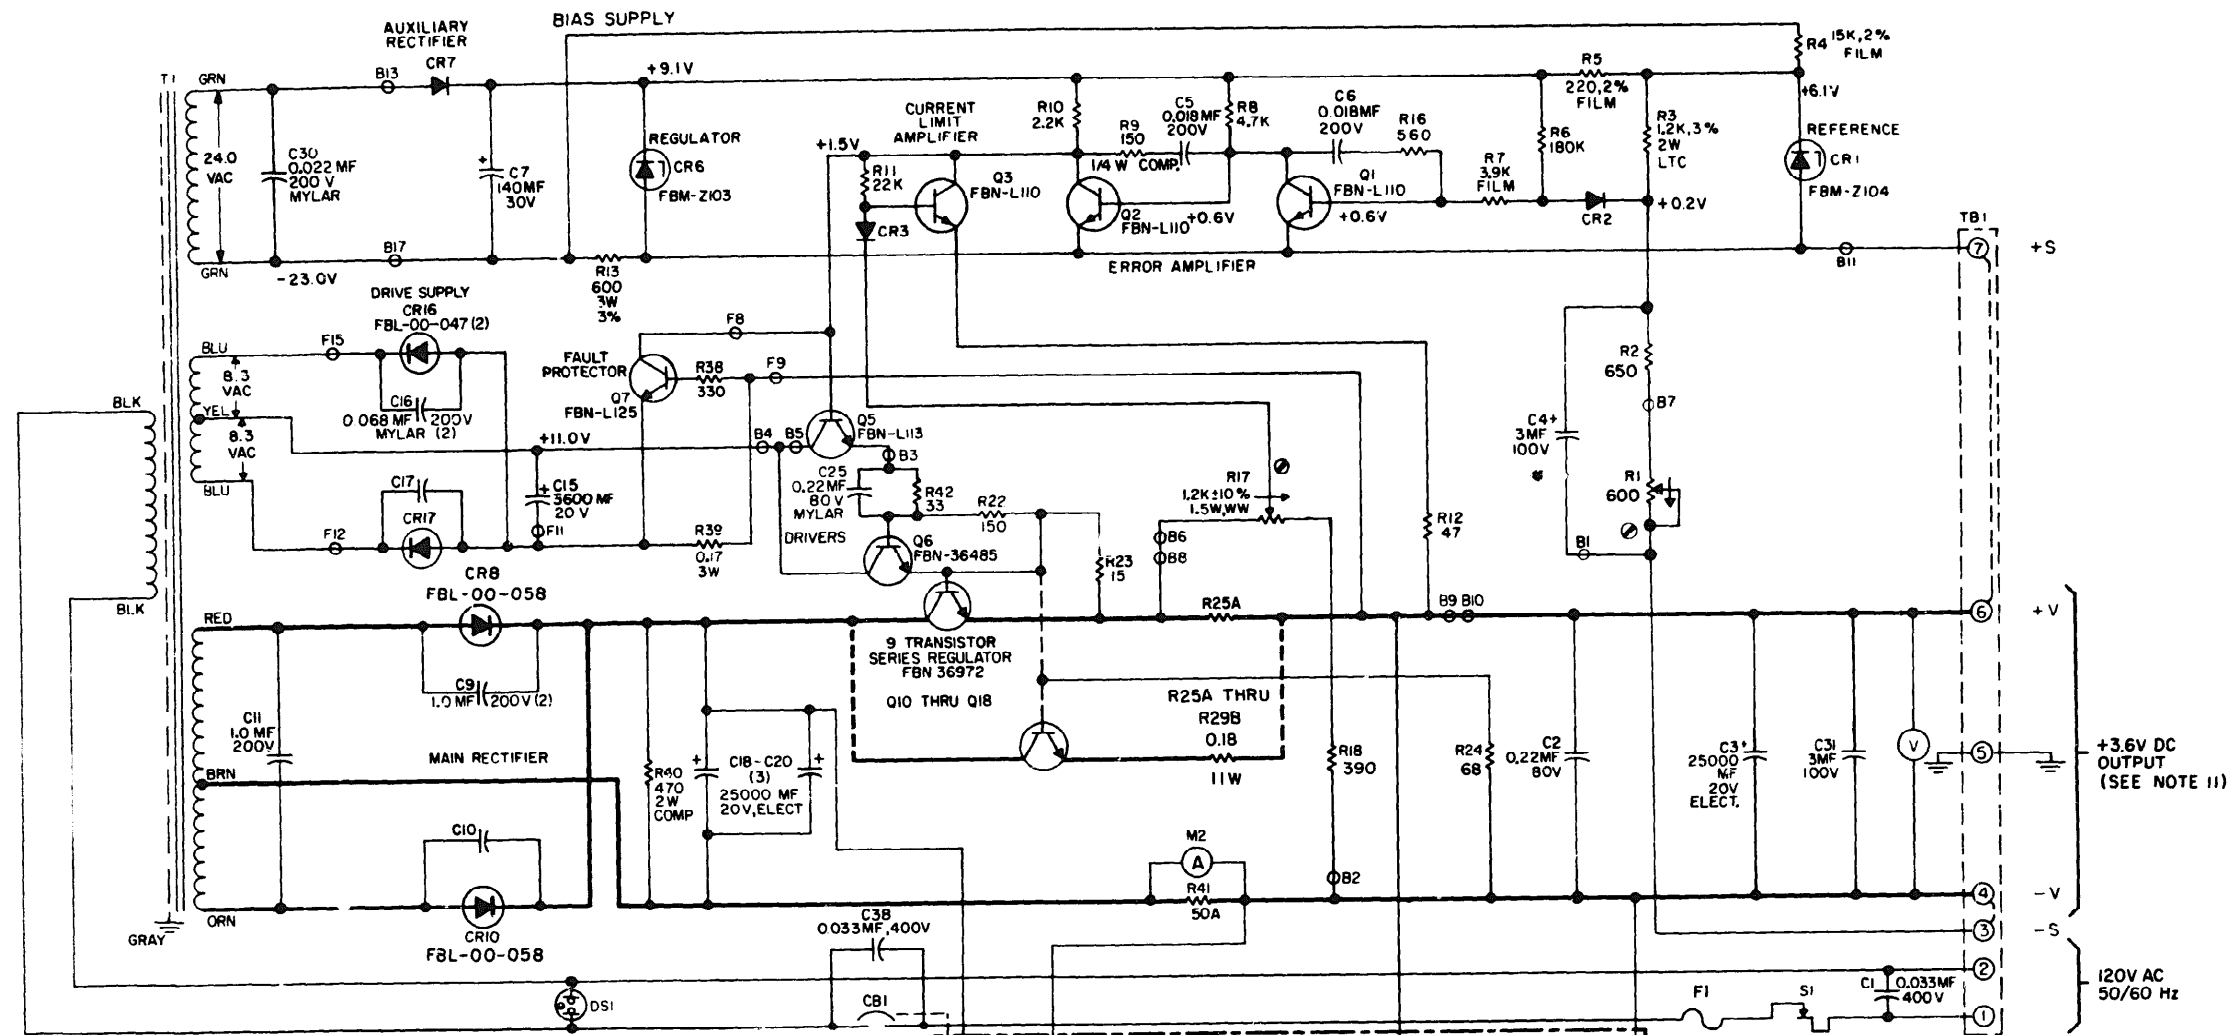 BIAS SUPPLY
AUXILIARY
RECTIFIER
CR7
B13
T1
GRN
24.0
VAC
GRN
C30
0.022 MF
200 V
MYLAR
B17
-23.0V
C7
140MF
30V
+
+9.1V
REGULATOR
CR6
FBM-Z103
R13
600
3W
3%
CURRENT
LIMIT
AMPLIFIER
+1.5V
R11
22K
CR3
Q3
FBN-L110
R10
2.2K
R9
150
1/4 W COMP.
C5
0.018MF
200V
R8
4.7K
Q2
FBN-L110
+0.6V
C6
0.018MF
200V
R16
560
Q1
FBN-L110
+0.6V
ERROR AMPLIFIER
R7
3.9K
FILM
R6
180K
CR2
R5
220,2%
FILM
R3
1.2K,3%
2W
LTC
+0.2V
R4 15K,2%
FILM
+6.1V
REFERENCE
CR1
FBM-Z104
B11
TB1
7
+S
DRIVE SUPPLY
CR16
FBL-00-047(2)
F15
BLU
8.3
VAC
YEL
8.3
VAC
BLU
C16
0.068 MF 200V
MYLAR (2)
C17
CR17
F12
+11.0V
C15
3600 MF
20 V
+
F11
FAULT
PROTECTOR
Q7
FBN-L125
F8
R38
330
F9
R39
0.17
3W
B4
B5
Q5
FBN-L113
B3
C25
0.22MF
80V
MYLAR
R42
33
R22
150
DRIVERS
Q6
FBN-36485
R23
15
R17
1.2K±10%
1.5W,WW
B6
B8
R12
47
C4+
3MF
100V
*
R2
650
B7
R1
600
B1
BLK
BLK
CR8
FBL-00-058
RED
C9
1.0 MF 200V(2)
C11
1.0 MF
200V
MAIN RECTIFIER
BRN
C10
ORN
CR10
FBL-00-058
GRAY
9 TRANSISTOR
SERIES REGULATOR
FBN 36972
Q10 THRU Q18
R25A
R25A THRU
R29B
0.18
11W
B9 B10
6
+V
R40
470
2W
COMP
+
C18-C20
(3)
25000 MF
20V,ELECT
+
R18
390
R24
68
C2
0.22MF
80V
C3+
25000
MF
20V
ELECT.
C31
3MF
100V
V
5
+3.6V DC
OUTPUT
(SEE NOTE 11)
M2
A
R41
50A
B2
4
-V
3
-S
C38
0.033MF,400V
DS1
CB1
F1
S1
C1
0.033MF
400V
2
1
120V AC
50/60 Hz